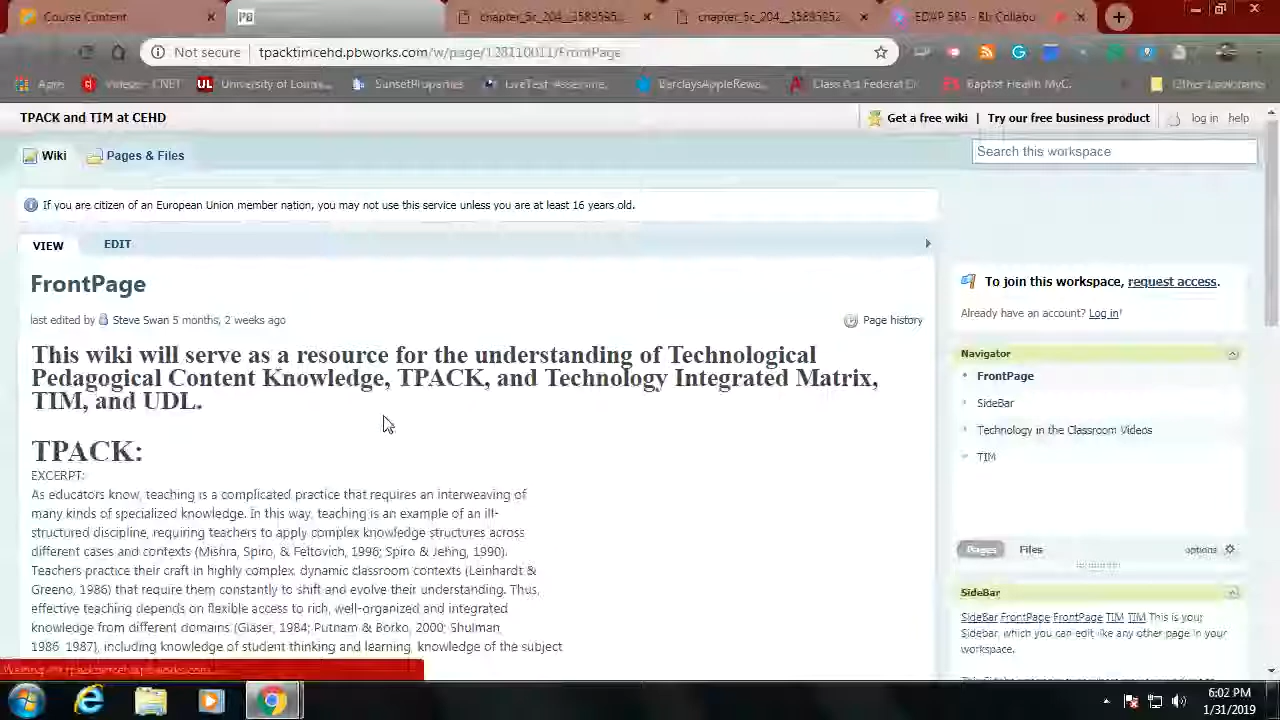 Course Content
chapter_5c_204__3589595
chapter_5c_204__35895952
EDAP 585 - Bb Collabo
Not secure
tpacktimcehd.pbworks.com/w/page/128110011/FrontPage
Apps
Videos - CNET
University of Louisv...
SunsetProperties
LiveText Assessme...
BarclaysAppleRewa...
Class Act Federal Cr
Baptist Health MyC...
Other bookmarks
TPACK and TIM at CEHD
Get a free wiki | Try our free business product
log in help
Wiki
Pages & Files
Search this workspace
If you are citizen of an European Union member nation, you may not use this service unless you are at least 16 years old.
VIEW
EDIT
FrontPage
To join this workspace, request access.
Already have an account? Log in!
last edited by Steve Swan 5 months, 2 weeks ago
Page history
This wiki will serve as a resource for the understanding of Technological
Pedagogical Content Knowledge, TPACK, and Technology Integrated Matrix,
TIM, and UDL.
Navigator
FrontPage
SideBar
Technology in the Classroom Videos
TIM
Pages
Files
options
TPACK:
EXCERPT:
As educators know, teaching is a complicated practice that requires an interweaving of
many kinds of specialized knowledge. In this way, teaching is an example of an ill-
structured discipline, requiring teachers to apply complex knowledge structures across
different cases and contexts (Mishra, Spiro, & Feltovich, 1996; Spiro & Jehng, 1990).
Teachers practice their craft in highly complex, dynamic classroom contexts (Leinhardt &
Greeno, 1986) that require them constantly to shift and evolve their understanding. Thus,
effective teaching depends on flexible access to rich, well-organized and integrated
knowledge from different domains (Glaser, 1984; Putnam & Borko, 2000; Shulman,
1986, 1987), including knowledge of student thinking and learning, knowledge of the subject
SideBar
SideBar FrontPage FrontPage TIM TIM This is your
Sidebar, which you can edit like any other page in your
workspace.
6:02 PM
1/31/2019